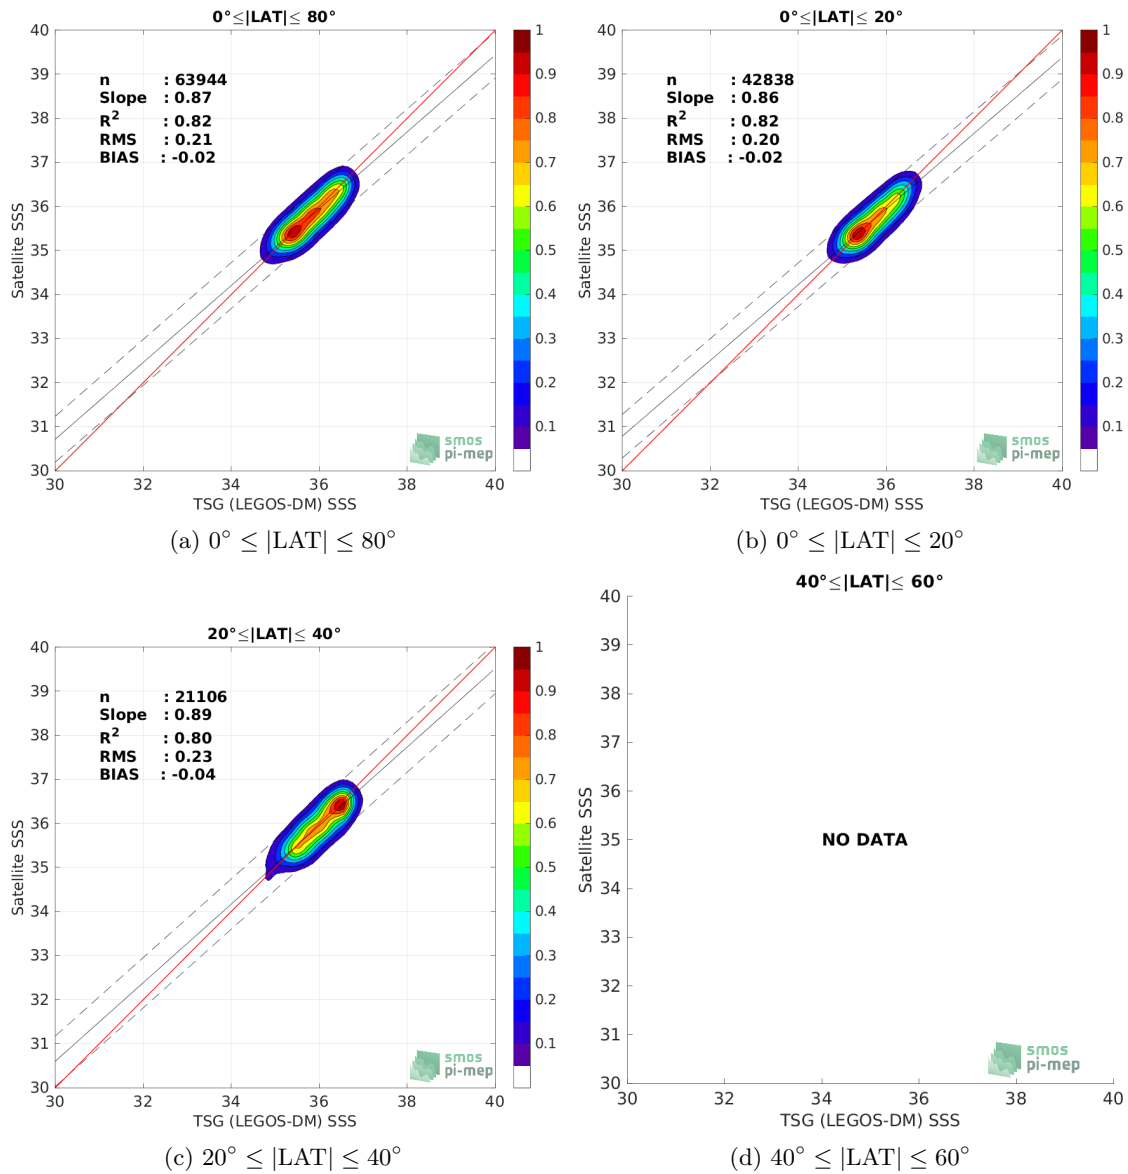 0°≤|LAT|≤ 80°
40
39
38
37
36
35
34
33
32
31
30
Satellite SSS
n : 63944
Slope : 0.87
R² : 0.82
RMS : 0.21
BIAS : -0.02
smos
pi-mep
30 32 34 36 38 40
TSG (LEGOS-DM) SSS
1
0.9
0.8
0.7
0.6
0.5
0.4
0.3
0.2
0.1
(a) 0° ≤ |LAT| ≤ 80°
0°≤|LAT|≤ 20°
40
39
38
37
36
35
34
33
32
31
30
Satellite SSS
n : 42838
Slope : 0.86
R² : 0.82
RMS : 0.20
BIAS : -0.02
smos
pi-mep
30 32 34 36 38 40
TSG (LEGOS-DM) SSS
1
0.9
0.8
0.7
0.6
0.5
0.4
0.3
0.2
0.1
(b) 0° ≤ |LAT| ≤ 20°
20°≤|LAT|≤ 40°
40
39
38
37
36
35
34
33
32
31
30
Satellite SSS
n : 21106
Slope : 0.89
R² : 0.80
RMS : 0.23
BIAS : -0.04
smos
pi-mep
30 32 34 36 38 40
TSG (LEGOS-DM) SSS
1
0.9
0.8
0.7
0.6
0.5
0.4
0.3
0.2
0.1
(c) 20° ≤ |LAT| ≤ 40°
40°≤|LAT|≤ 60°
40
39
38
37
36
35
34
33
32
31
30
Satellite SSS
NO DATA
smos
pi-mep
30 32 34 36 38 40
TSG (LEGOS-DM) SSS
(d) 40° ≤ |LAT| ≤ 60°